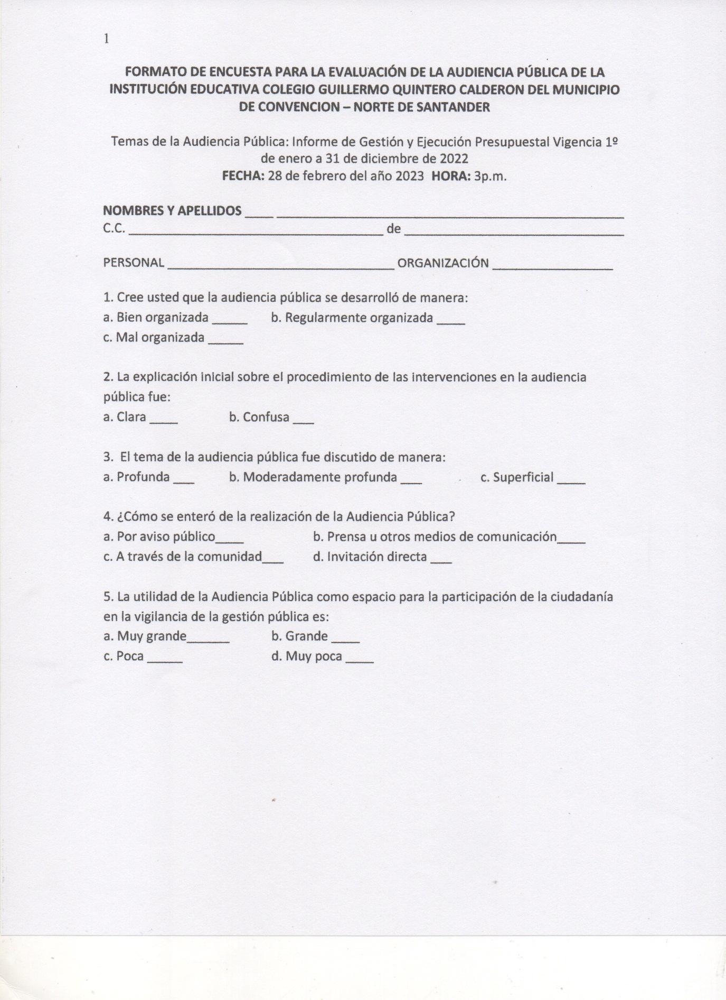 1
FORMATO DE ENCUESTA PARA LA EVALUACIÓN DE LA AUDIENCIA PÚBLICA DE LA
INSTITUCIÓN EDUCATIVA COLEGIO GUILLERMO QUINTERO CALDERON DEL MUNICIPIO
DE CONVENCION – NORTE DE SANTANDER
Temas de la Audiencia Pública: Informe de Gestión y Ejecución Presupuestal Vigencia 1º
de enero a 31 de diciembre de 2022
FECHA: 28 de febrero del año 2023 HORA: 3p.m.
NOMBRES Y APELLIDOS ____ _________________________________________________
C.C. ____________________________________ de _______________________________
PERSONAL ________________________________ ORGANIZACIÓN _________________
1. Cree usted que la audiencia pública se desarrolló de manera:
a. Bien organizada _____ b. Regularmente organizada ____
c. Mal organizada _____
2. La explicación inicial sobre el procedimiento de las intervenciones en la audiencia
pública fue:
a. Clara ____ b. Confusa ___
3. El tema de la audiencia pública fue discutido de manera:
a. Profunda ___ b. Moderadamente profunda ___ c. Superficial ____
4. ¿Cómo se enteró de la realización de la Audiencia Pública?
a. Por aviso público____ b. Prensa u otros medios de comunicación____
c. A través de la comunidad___ d. Invitación directa ___
5. La utilidad de la Audiencia Pública como espacio para la participación de la ciudadanía
en la vigilancia de la gestión pública es:
a. Muy grande______ b. Grande ____
c. Poca _____ d. Muy poca ____